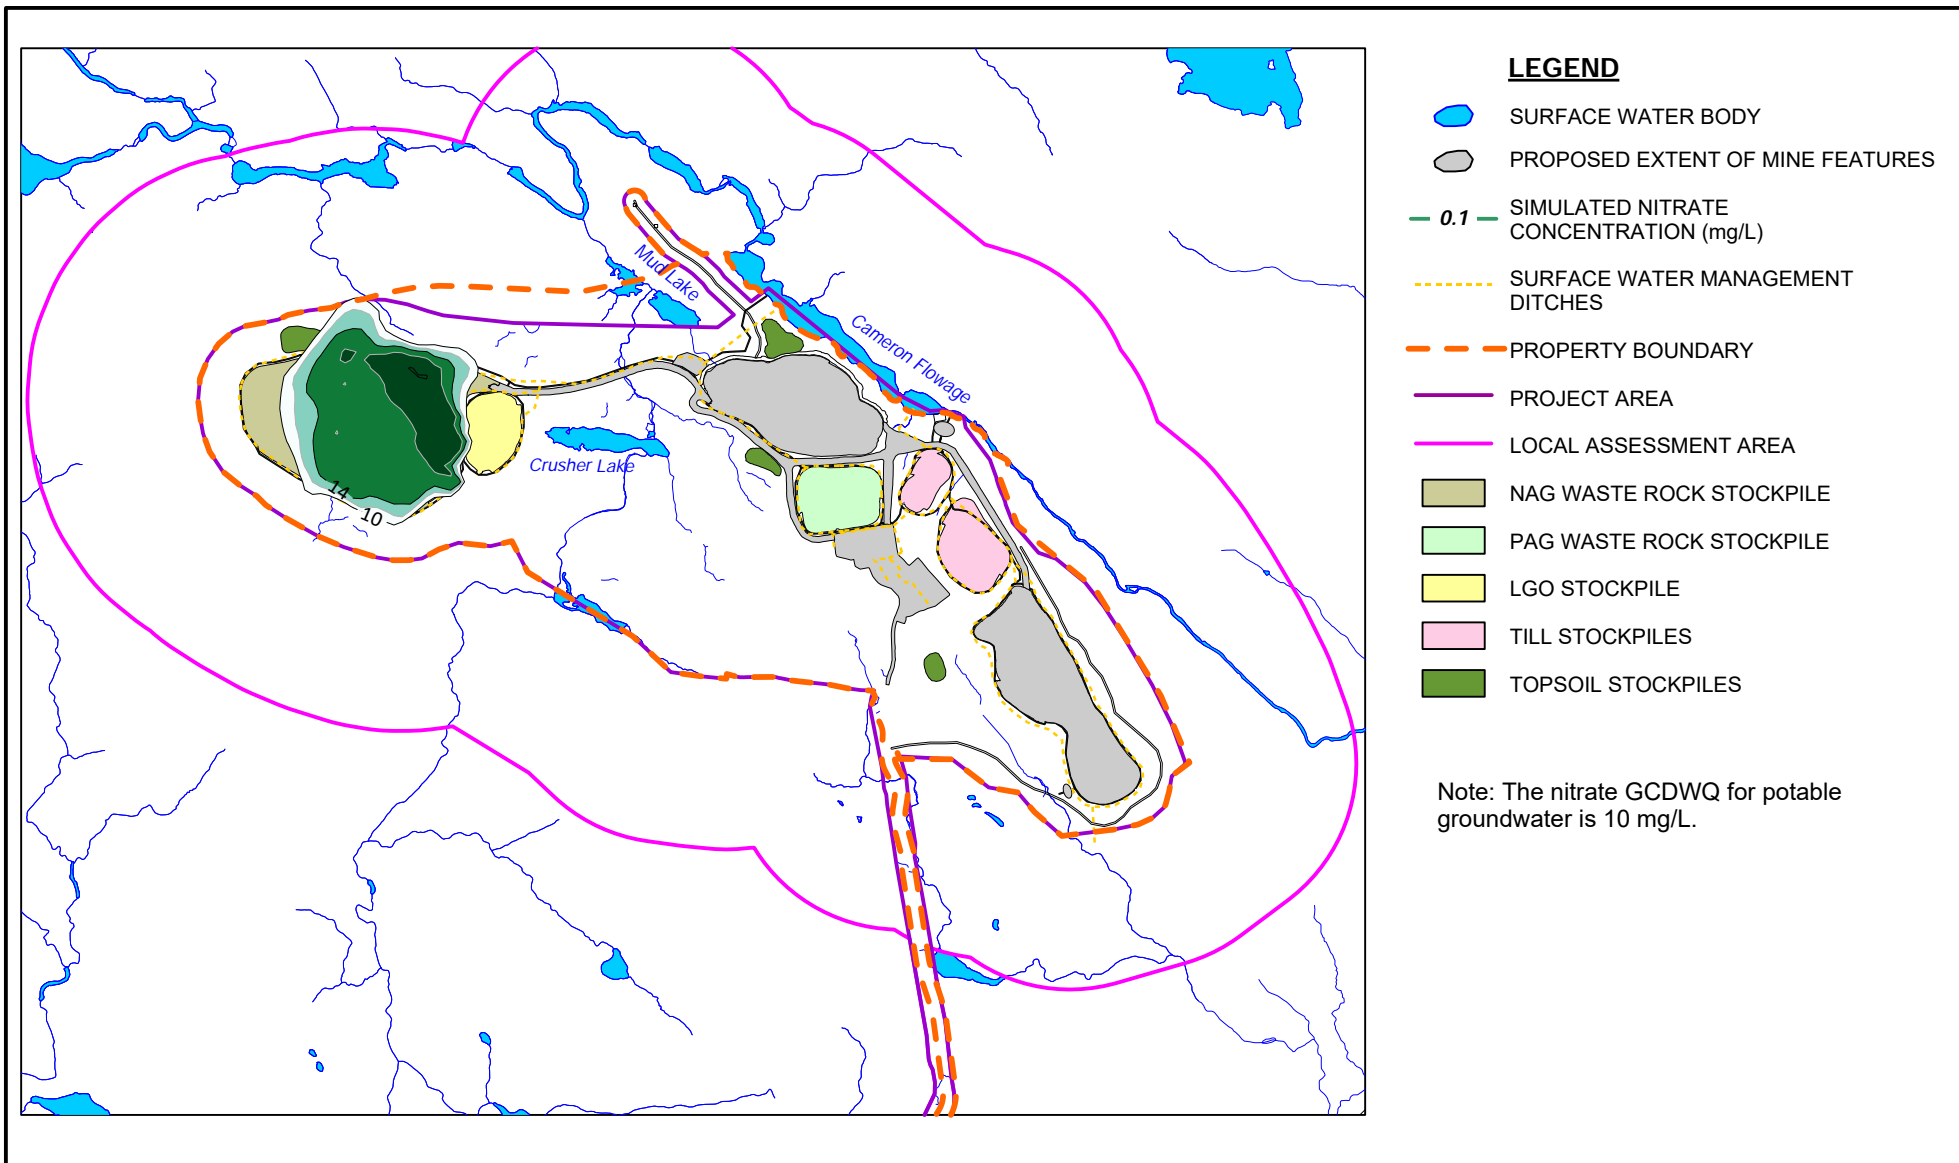 LEGEND
SURFACE WATER BODY
PROPOSED EXTENT OF MINE FEATURES
0.1
SIMULATED NITRATE
CONCENTRATION (mg/L)
SURFACE WATER MANAGEMENT
DITCHES
PROPERTY BOUNDARY
PROJECT AREA
LOCAL ASSESSMENT AREA
NAG WASTE ROCK STOCKPILE
PAG WASTE ROCK STOCKPILE
LGO STOCKPILE
TILL STOCKPILES
TOPSOIL STOCKPILES
Note: The nitrate GCDWQ for potable
groundwater is 10 mg/L.
Mud Lake
Cameron Flowage
Crusher Lake
14
10